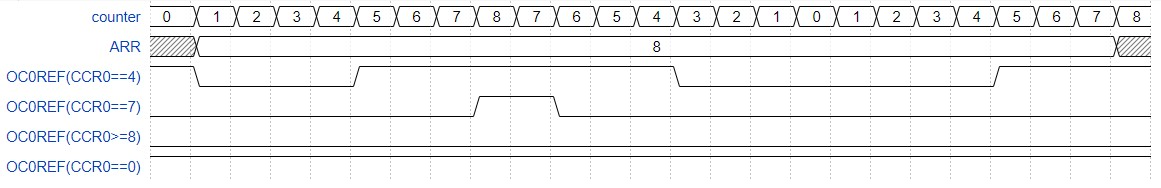 counter 0 1 2 3 4 5 6 7 8 7 6 5 4 3 2 1 0 1 2 3 4 5 6 7 8
ARR 8
OC0REF(CCR0==4)
OC0REF(CCR0==7)
OC0REF(CCR0>=8)
OC0REF(CCR0==0)